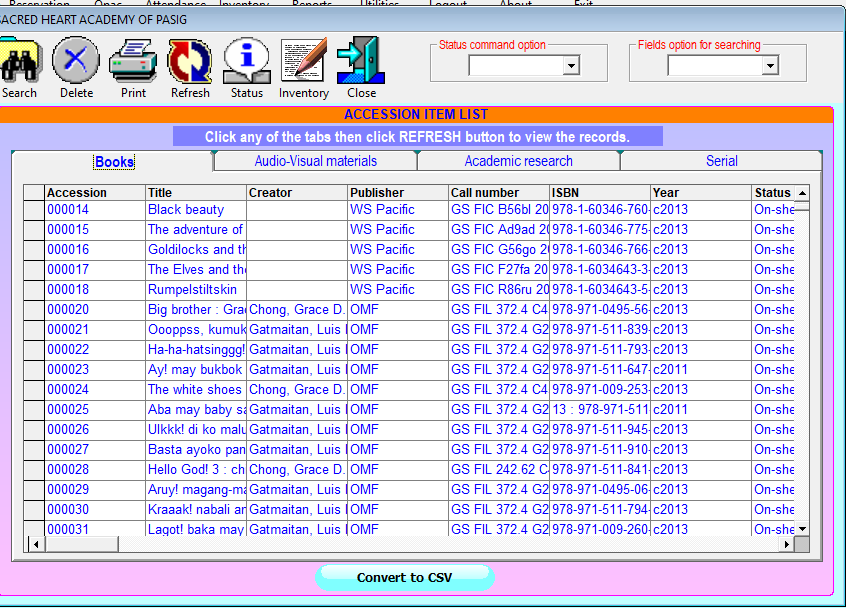 Reservation Opac Attendance Inventory Reports Utilities Logout About Exit
SACRED HEART ACADEMY OF PASIG
Status command option Fields option for searching
Search Delete Print Refresh Status Inventory Close
ACCESSION ITEM LIST
Click any of the tabs then click REFRESH button to view the records.
Books Audio-Visual materials Academic research Serial
Accession Title Creator Publisher Call number ISBN Year Status
000014 Black beauty WS Pacific GS FIC B56bl 20 978-1-60346-760- c2013 On-she
000015 The adventure of WS Pacific GS FIC Ad9ad 20 978-1-60346-775- c2013 On-she
000016 Goldilocks and th WS Pacific GS FIC G56go 2 978-1-60346-766- c2013 On-she
000017 The Elves and the WS Pacific GS FIC F27fa 20 978-1-6034643-3- c2013 On-she
000018 Rumpelstiltskin WS Pacific GS FIC R86ru 20 978-1-6034643-5- c2013 On-she
000020 Big brother : Gra Chong, Grace D. OMF GS FIL 372.4 C4 978-971-0495-56- c2013 On-she
000021 Oooppss, kumuk Gatmaitan, Luis OMF GS FIL 372.4 G2 978-971-511-839- c2013 On-she
000022 Ha-ha-hatsinggg! Gatmaitan, Luis OMF GS FIL 372.4 G2 978-971-511-793- c2013 On-she
000023 Ay! may bukbok Gatmaitan, Luis OMF GS FIL 372.4 G2 978-971-511-647- c2011 On-she
000024 The white shoes Chong, Grace D. OMF GS FIL 372.4 C4 978-971-009-253- c2013 On-she
000025 Aba may baby sa Gatmaitan, Luis OMF GS FIL 372.4 G2 13 : 978-971-511 c2011 On-she
000026 Ulkkk! di ko malu Gatmaitan, Luis OMF GS FIL 372.4 G2 978-971-511-945- c2013 On-she
000027 Basta ayoko pan Gatmaitan, Luis OMF GS FIL 372.4 G2 978-971-511-910- c2013 On-she
000028 Hello God! 3 : ch Chong, Grace D. OMF GS FIL 242.62 C 978-971-511-841- c2013 On-she
000029 Aruy! magang-ma Gatmaitan, Luis OMF GS FIL 372.4 G2 978-971-0495-06- c2013 On-she
000030 Kraaak! nabali an Gatmaitan, Luis OMF GS FIL 372.4 G2 978-971-511-794- c2013 On-she
000031 Lagot! baka may Gatmaitan, Luis OMF GS FIL 372.4 G2 978-971-009-260- c2013 On-she
Convert to CSV